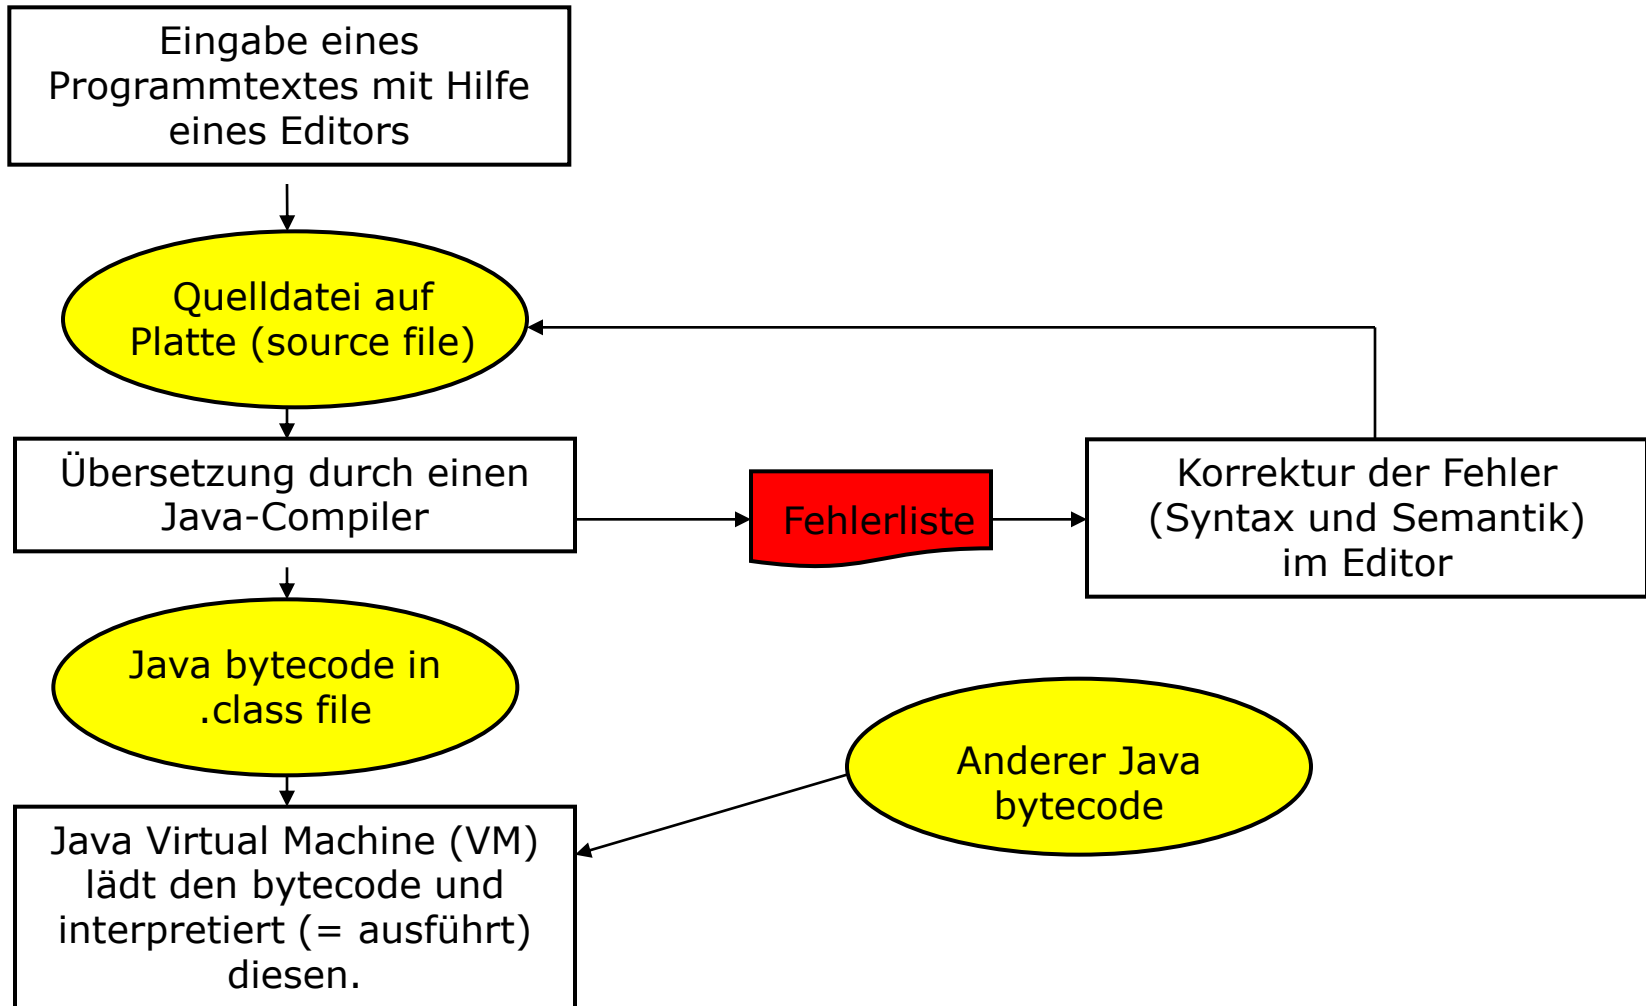 Eingabe eines
Programmtextes mit Hilfe
eines Editors
Quelldatei auf
Platte (source file)
Übersetzung durch einen
Java-Compiler
Fehlerliste
Korrektur der Fehler
(Syntax und Semantik)
im Editor
Java bytecode in
.class file
Anderer Java
bytecode
Java Virtual Machine (VM)
lädt den bytecode und
interpretiert (= ausführt)
diesen.